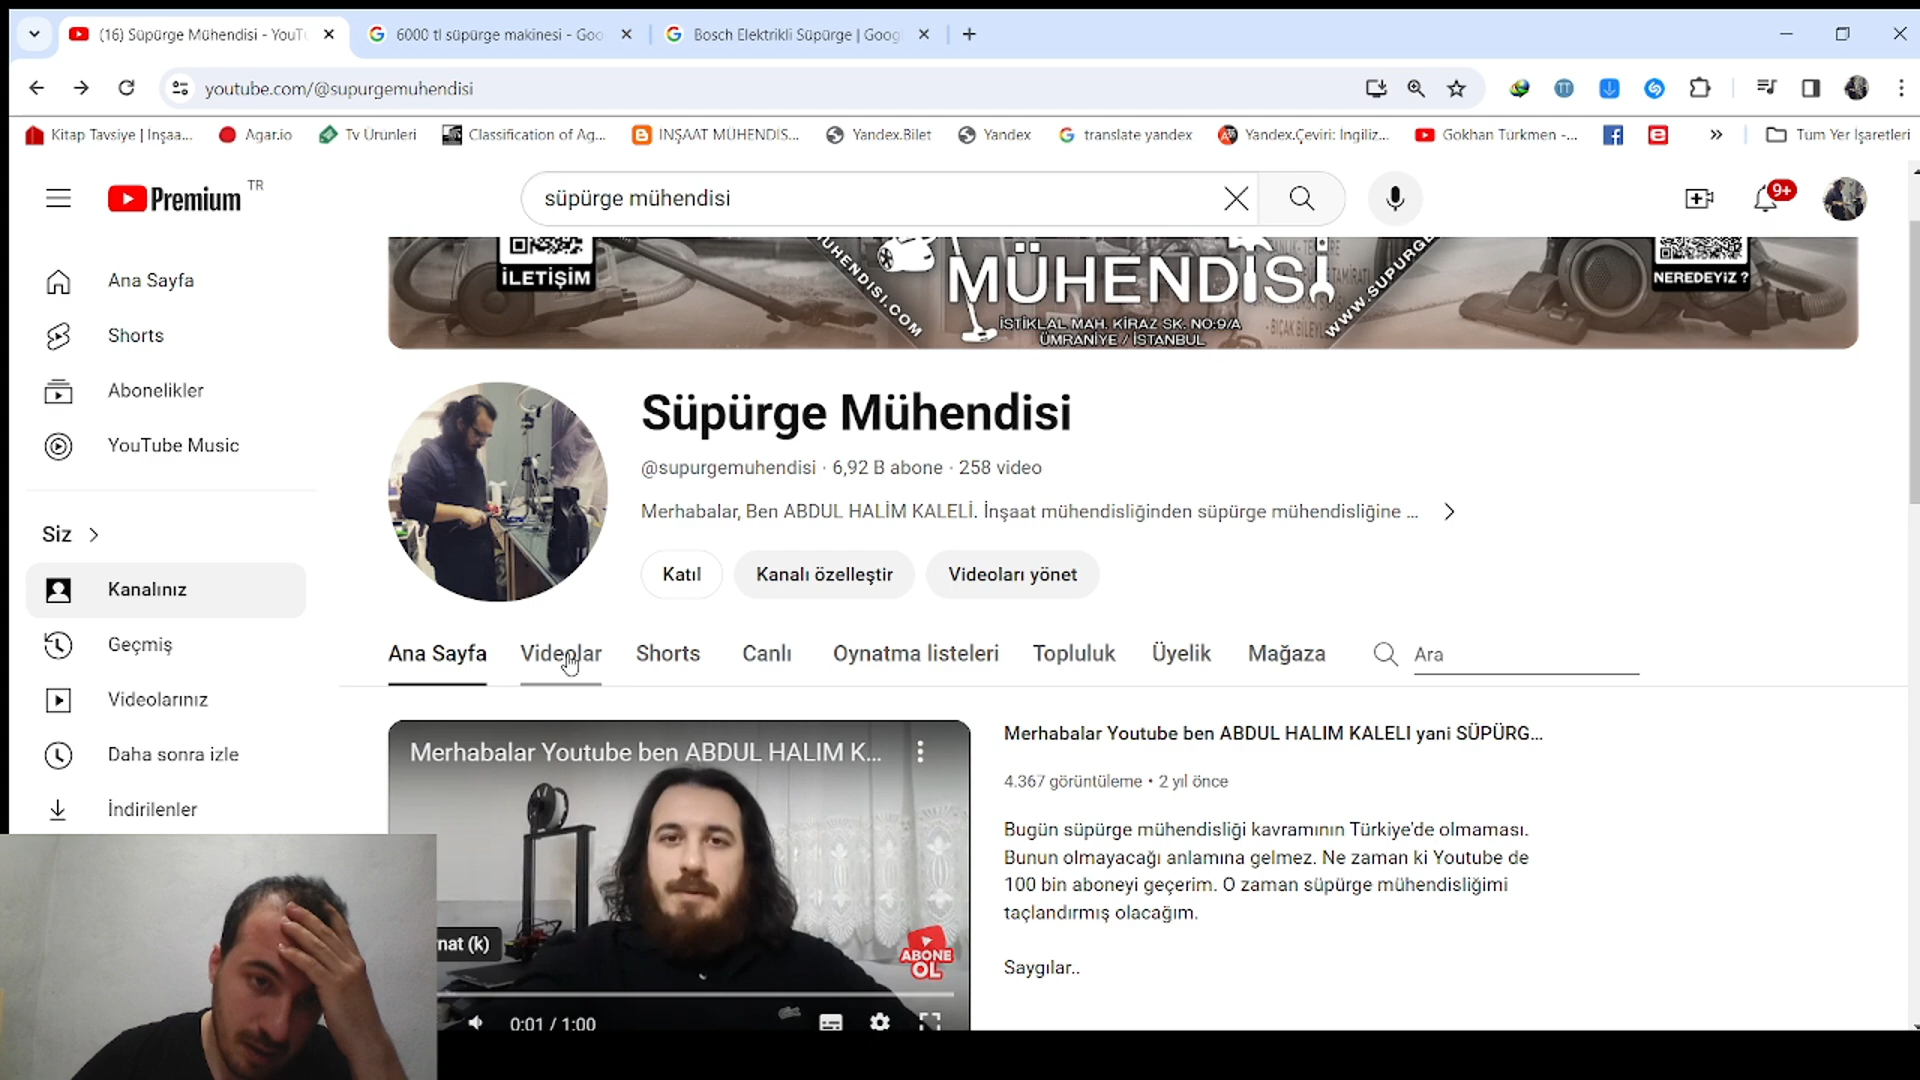 (16) Süpürge Mühendisi - YouT
6000 tl süpürge makinesi - Goo
Bosch Elektrikli Süpürge | Goog
youtube.com/@supurgemuhendisi
Kitap Tavsiye | Inşaa...
Agar.io
Tv Ürünleri
Classification of Ag...
INŞAAT MÜHENDİS...
Yandex.Bilet
Yandex
translate yandex
Yandex.Çeviri: Ingiliz...
Gökhan Türkmen -...
Tüm Yer İşaretleri
Premium TR
süpürge mühendisi
9+
Ana Sayfa
Shorts
Abonelikler
YouTube Music
Siz
Kanalınız
Geçmiş
Videolarınız
Daha sonra izle
İndirilenler
İLETİŞİM
MÜHENDİSİ
İSTİKLAL MAH. KİRAZ SK. NO:9/A
ÜMRANİYE / İSTANBUL
NEREDEYİZ ?
Süpürge Mühendisi
@supurgemuhendisi · 6,92 B abone · 258 video
Merhabalar, Ben ABDUL HALİM KALELİ. İnşaat mühendisliğinden süpürge mühendisliğine ...
Katıl
Kanalı özelleştir
Videoları yönet
Ana Sayfa
Videolar
Shorts
Canlı
Oynatma listeleri
Topluluk
Üyelik
Mağaza
Ara
Merhabalar Youtube ben ABDUL HALIM K...
nat (k)
ABONE
OL
0:01 / 1:00
Merhabalar Youtube ben ABDUL HALIM KALELI yani SÜPÜRG...
4.367 görüntüleme • 2 yıl önce
Bugün süpürge mühendisliği kavramının Türkiye'de olmaması.
Bunun olmayacağı anlamına gelmez. Ne zaman ki Youtube de
100 bin aboneyi geçerim. O zaman süpürge mühendisliğimi
taçlandırmış olacağım.
Saygılar..